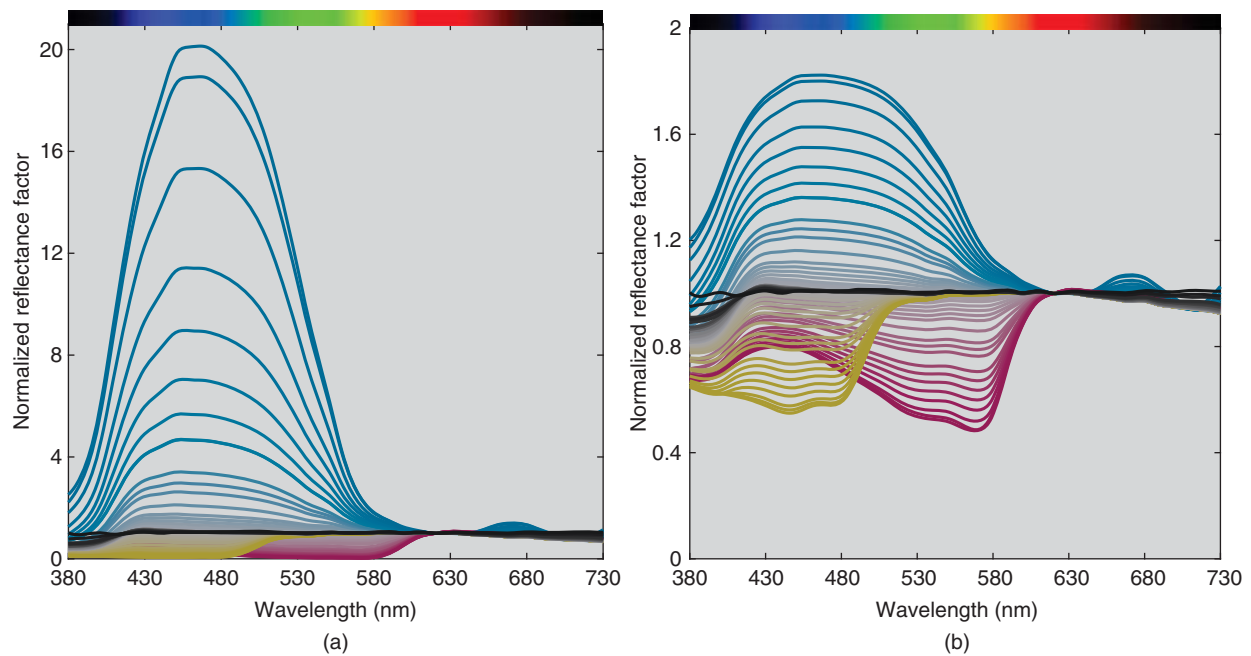 20
16
12
8
4
0
Normalized reflectance factor
380 430 480 530 580 630 680 730
Wavelength (nm)
(a)
2
1.6
1.2
0.8
0.4
0
Normalized reflectance factor
380 430 480 530 580 630 680 730
Wavelength (nm)
(b)